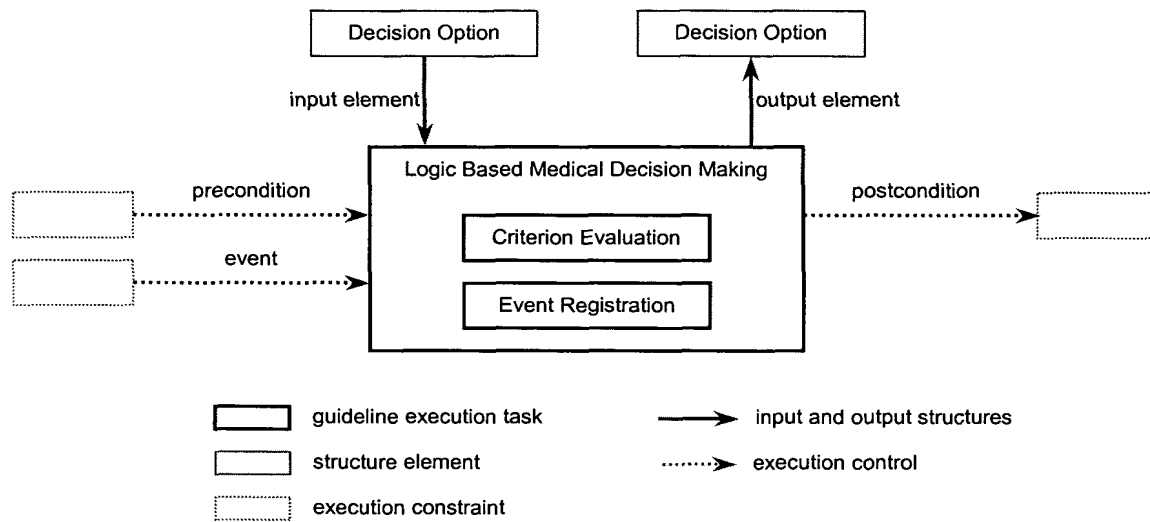 Decision Option
Decision Option
input element
output element
Logic Based Medical Decision Making
precondition
postcondition
Criterion Evaluation
event
Event Registration
guideline execution task
input and output structures
structure element
execution control
execution constraint